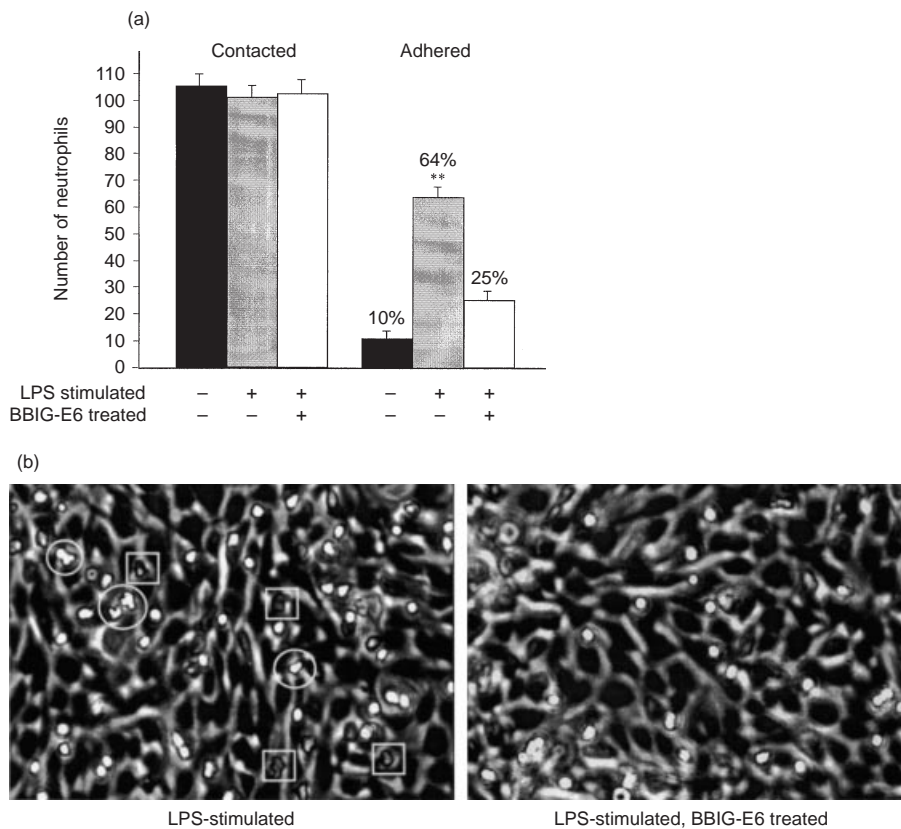 (a)
Contacted Adhered
Number of neutrophils
110
100
90
80
70
60
50
40
30
20
10
0
64%
**
25%
10%
LPS stimulated – + + – + +
BBIG-E6 treated – – + – – +
(b)
LPS-stimulated LPS-stimulated, BBIG-E6 treated